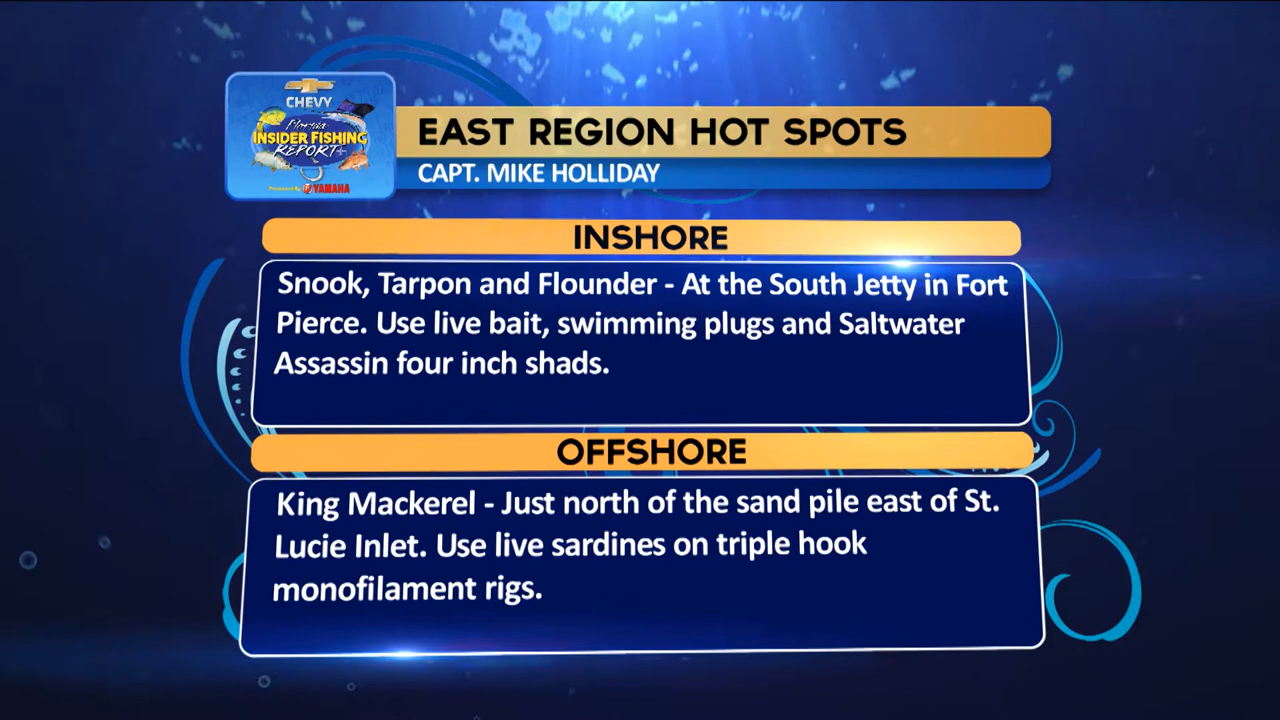 CHEVY
Florida
INSIDER FISHING
REPORT+
Presented By YAMAHA
EAST REGION HOT SPOTS
CAPT. MIKE HOLLIDAY
INSHORE
Snook, Tarpon and Flounder - At the South Jetty in Fort
Pierce. Use live bait, swimming plugs and Saltwater
Assassin four inch shads.
OFFSHORE
King Mackerel - Just north of the sand pile east of St.
Lucie Inlet. Use live sardines on triple hook
monofilament rigs.